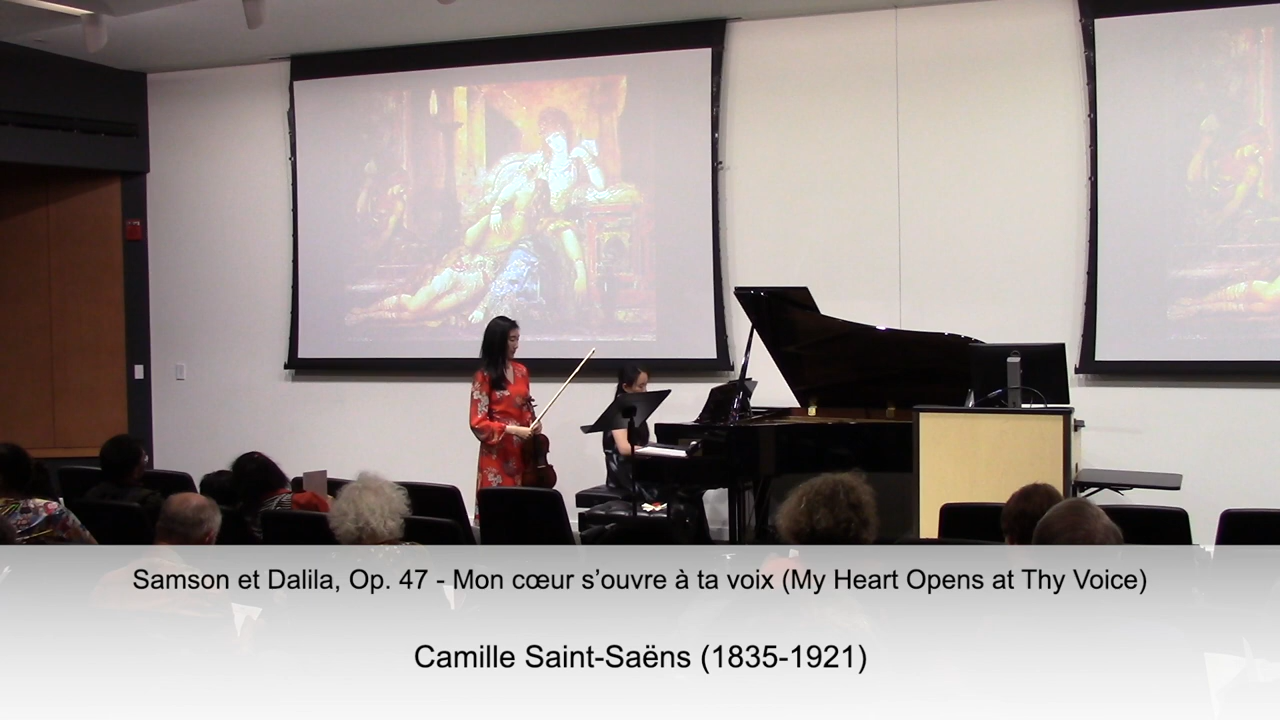 Samson et Dalila, Op. 47 - Mon cœur s’ouvre à ta voix (My Heart Opens at Thy Voice)
Camille Saint-Saëns (1835-1921)